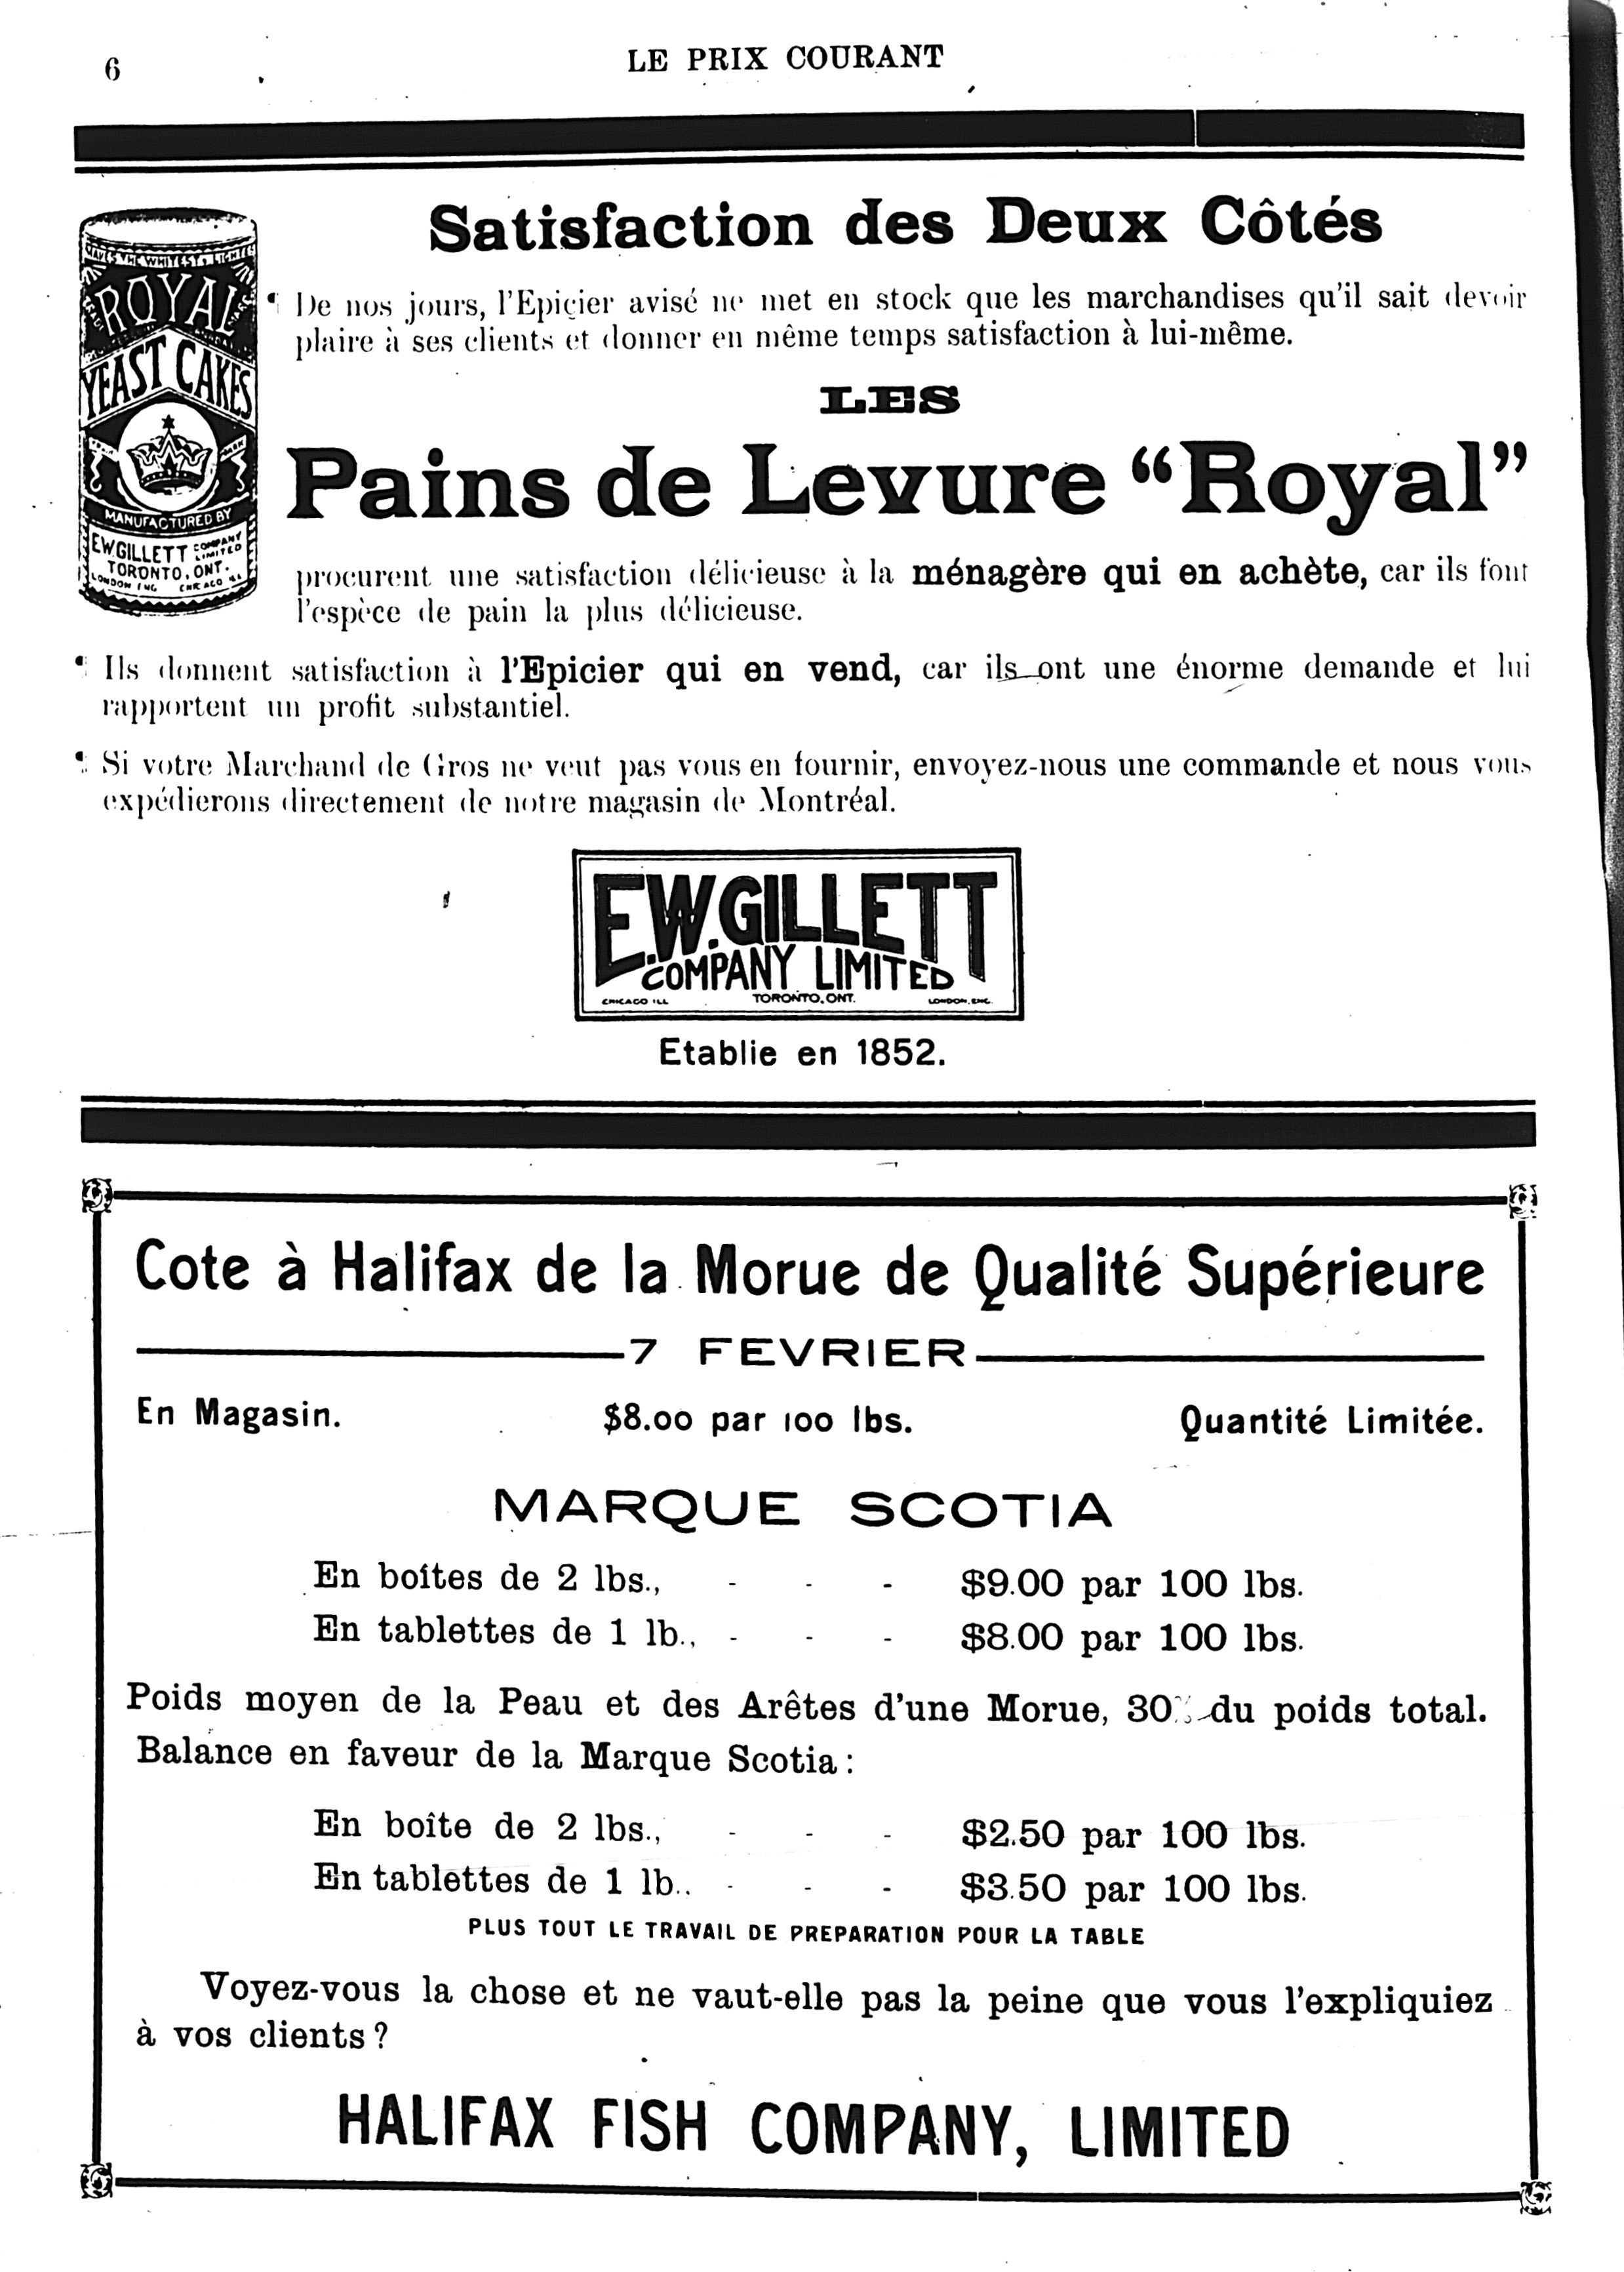 6
LE PRIX COURANT
Satisfaction des Deux Côtés
De nos jours, l'Epicier avisé ne met en stock que les marchandises qu'il sait devoir
plaire à ses clients et donner en même temps satisfaction à lui-même.
LES
Pains de Levure "Royal"
procurent une satisfaction délicieuse à la ménagère qui en achète, car ils font
l'espèce de pain la plus délicieuse.
ROYAL
YEAST CAKES
MANUFACTURED BY
E.W.GILLETT COMPANY LIMITED
TORONTO, ONT.
LONDON ENG CHICAGO ILL
Ils donnent satisfaction à l'Epicier qui en vend, car ils ont une énorme demande et lui
rapportent un profit substantiel.
Si votre Marchand de Gros ne veut pas vous en fournir, envoyez-nous une commande et nous vous
expédierons directement de notre magasin de Montréal.
E.W.GILLETT
COMPANY LIMITED
CHICAGO ILL TORONTO, ONT. LONDON, ENG.
Etablie en 1852.
Cote à Halifax de la Morue de Qualité Supérieure
7 FEVRIER
En Magasin. $8.00 par 100 lbs. Quantité Limitée.
MARQUE SCOTIA
En boîtes de 2 lbs., - - - $9.00 par 100 lbs.
En tablettes de 1 lb., - - - $8.00 par 100 lbs.
Poids moyen de la Peau et des Arêtes d'une Morue, 30% du poids total.
Balance en faveur de la Marque Scotia:
En boîte de 2 lbs., - - - $2.50 par 100 lbs.
En tablettes de 1 lb., - - - $3.50 par 100 lbs.
PLUS TOUT LE TRAVAIL DE PREPARATION POUR LA TABLE
Voyez-vous la chose et ne vaut-elle pas la peine que vous l'expliquiez
à vos clients?
HALIFAX FISH COMPANY, LIMITED